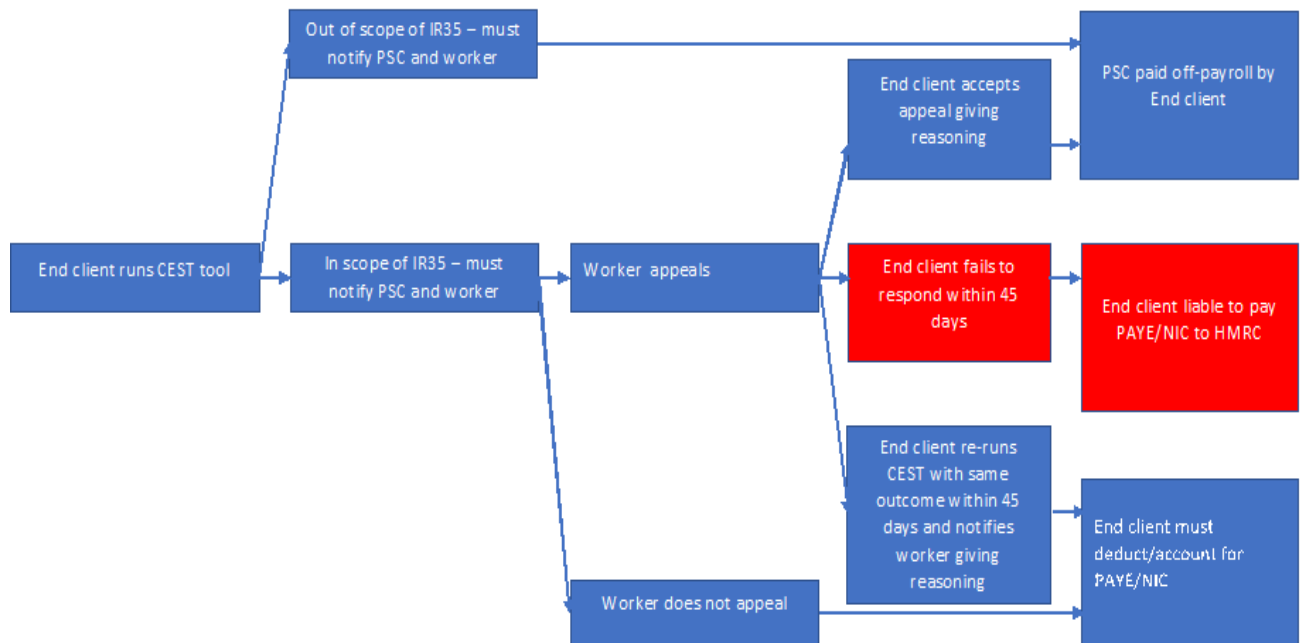 Out of scope of IR35 – must
notify PSC and worker
End client accepts
appeal giving
reasoning
PSC paid off-payroll by
End client
End client runs CEST tool
In scope of IR35 – must
notify PSC and worker
Worker appeals
End client fails to
respond within 45
days
End client liable to pay
PAYE/NIC to HMRC
End client re-runs
CEST with same
outcome within 45
days and notifies
worker giving
reasoning
End client must
deduct/account for
PAYE/NIC
Worker does not appeal